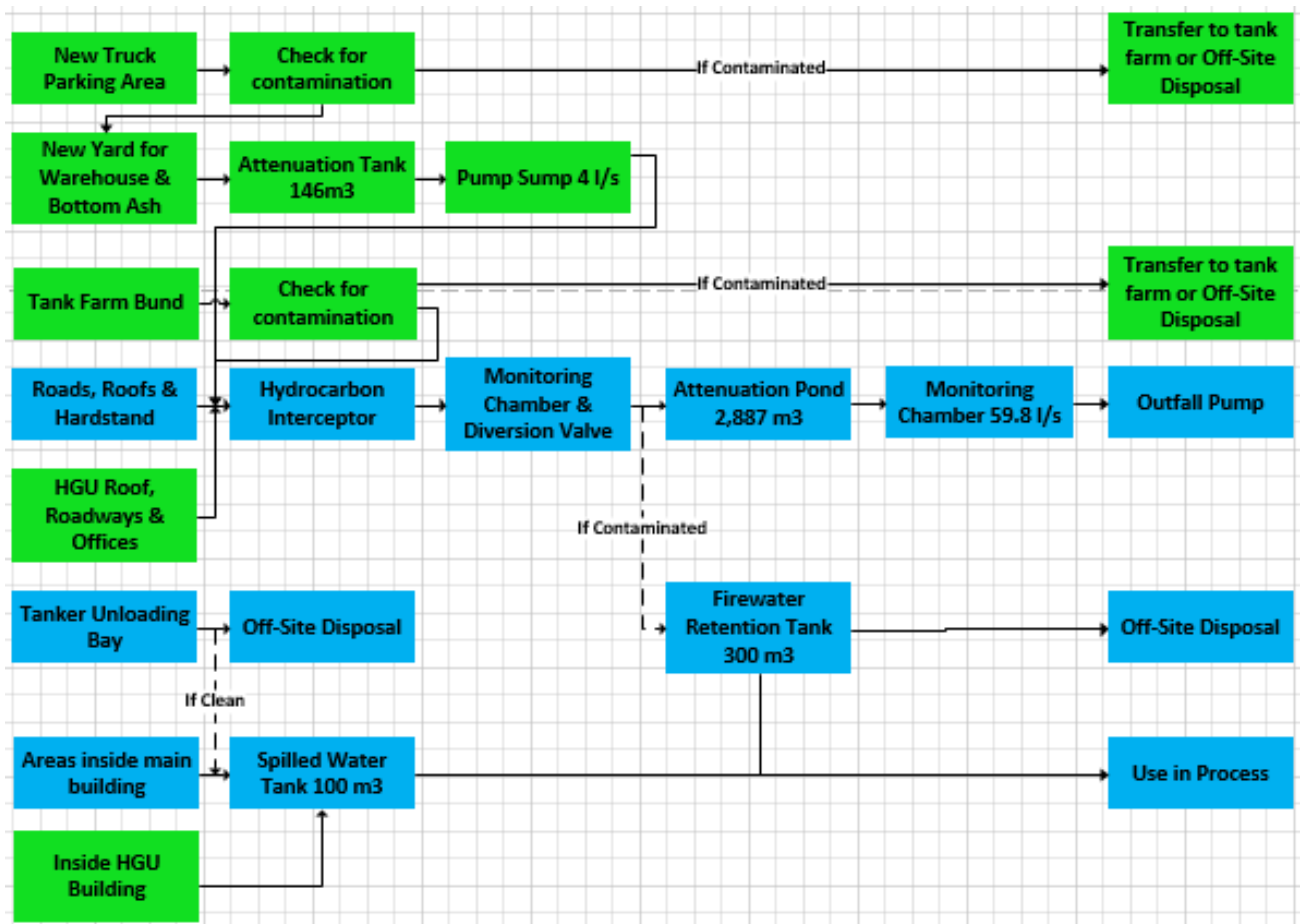 New Truck
Parking Area
Check for
contamination
If Contaminated
Transfer to tank
farm or Off-Site
Disposal
New Yard for
Warehouse &
Bottom Ash
Attenuation Tank
146m3
Pump Sump 4 l/s
Tank Farm Bund
Check for
contamination
If Contaminated
Transfer to tank
farm or Off-Site
Disposal
Roads, Roofs &
Hardstand
Hydrocarbon
Interceptor
Monitoring
Chamber &
Diversion Valve
Attenuation Pond
2,887 m3
Monitoring
Chamber 59.8 l/s
Outfall Pump
HGU Roof,
Roadways &
Offices
If Contaminated
Tanker Unloading
Bay
Off-Site Disposal
Firewater
Retention Tank
300 m3
Off-Site Disposal
If Clean
Areas inside main
building
Spilled Water
Tank 100 m3
Use in Process
Inside HGU
Building